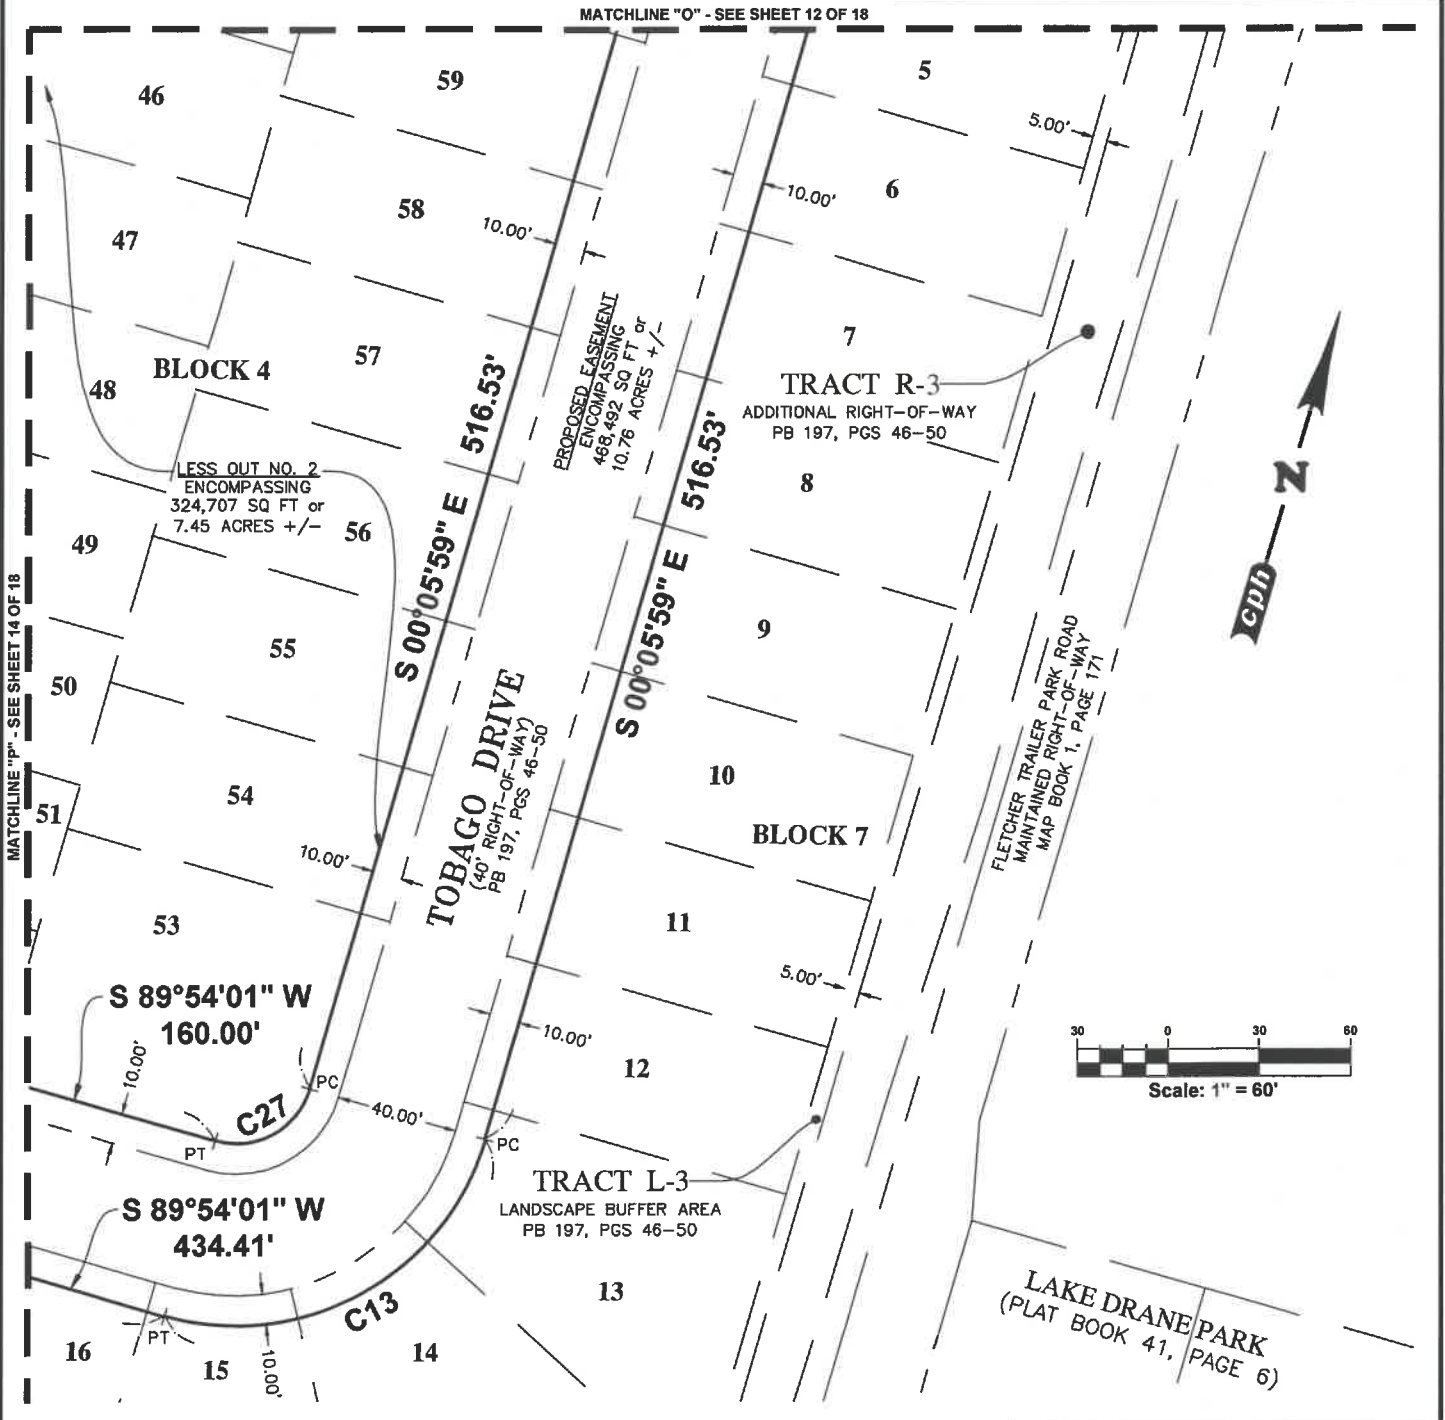 MATCHLINE "O" - SEE SHEET 12 OF 18
46
59
5
5.00'
58
47
10.00'
10.00'
6
PROPOSED EASEMENT
ENCOMPASSING
468,492 SQ FT or
10.76 ACRES +/-
7
TRACT R-3
ADDITIONAL RIGHT-OF-WAY
PB 197, PGS 46-50
BLOCK 4
57
48
S 00°05'59" E 516.53'
S 00°05'59" E 516.53'
LESS OUT NO. 2
ENCOMPASSING
324,707 SQ FT or
7.45 ACRES +/-
56
8
N
cph
49
MATCHLINE "P" - SEE SHEET 14 OF 18
55
9
50
TOBAGO DRIVE
(40' RIGHT-OF-WAY)
PB 197, PGS 46-50
FLETCHER TRAILER PARK ROAD
MAINTAINED RIGHT-OF-WAY
MAP BOOK 1, PAGE 171
10
54
51
BLOCK 7
10.00'
53
11
5.00'
S 89°54'01" W
160.00'
10.00'
10.00'
12
30 0 30 60
Scale: 1" = 60'
PC
C27
40.00'
PT
PC
TRACT L-3
LANDSCAPE BUFFER AREA
PB 197, PGS 46-50
S 89°54'01" W
434.41'
13
C13
LAKE DRANE PARK
(PLAT BOOK 41, PAGE 6)
PT
16
15
10.00'
14